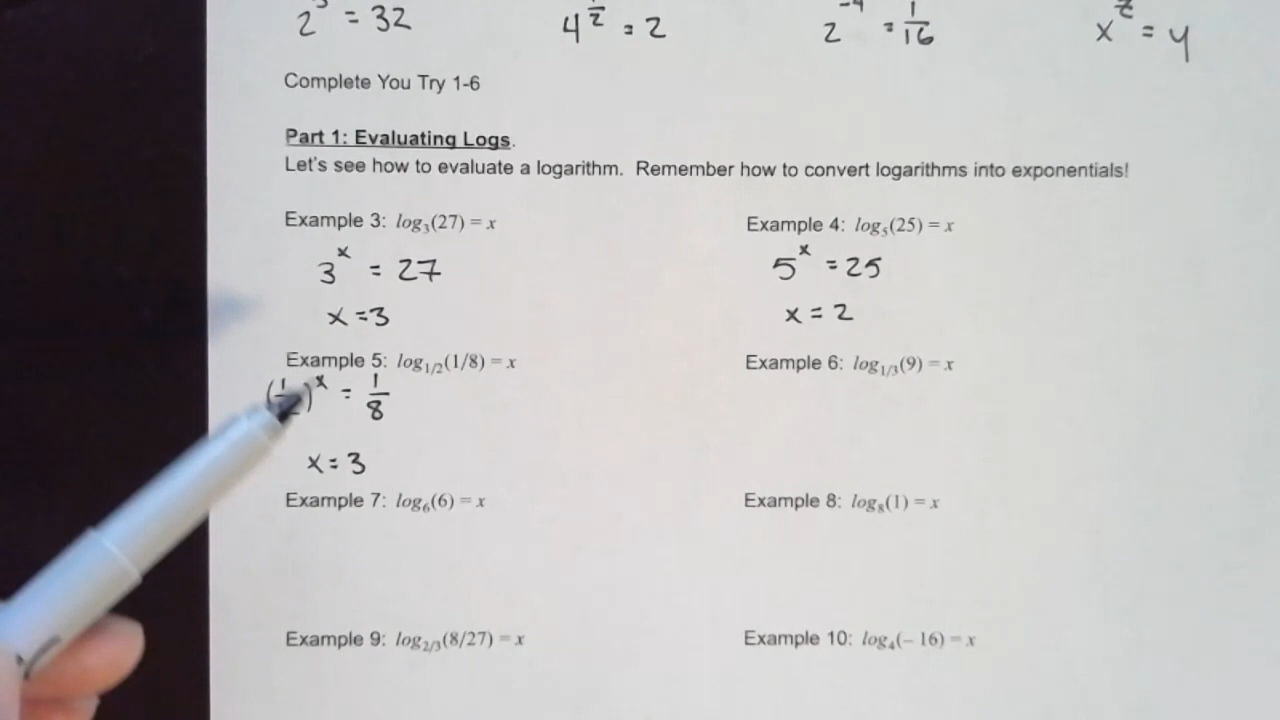 2 = 32 4^½ = 2 2^-4 = 1/16 x^z = y
Complete You Try 1-6
Part 1: Evaluating Logs.
Let's see how to evaluate a logarithm. Remember how to convert logarithms into exponentials!
Example 3: log₃(27) = x Example 4: log₅(25) = x
3^x = 27 5^x = 25
x = 3 x = 2
Example 5: log₁/₂(1/8) = x Example 6: log₁/₃(9) = x
( )^x = 1/8
x = 3
Example 7: log₆(6) = x Example 8: log₈(1) = x
Example 9: log₂/₃(8/27) = x Example 10: log₄(– 16) = x